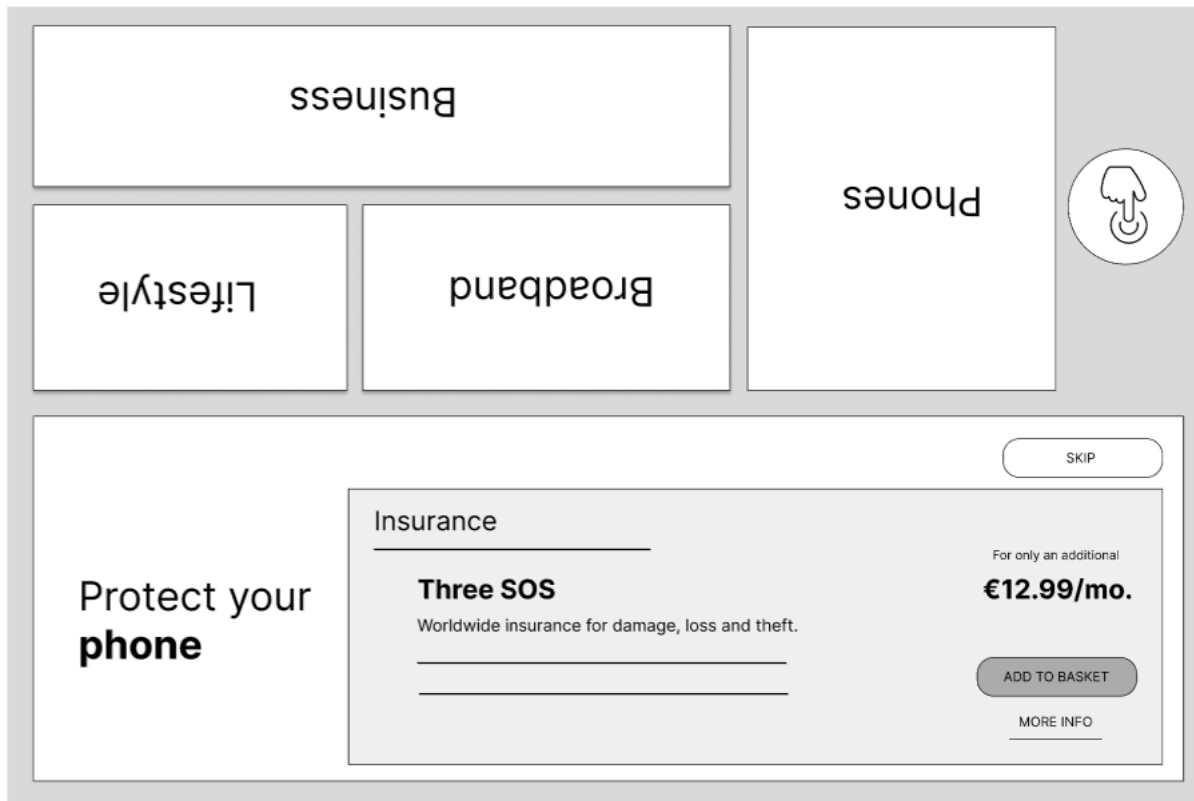 Business
Phones
Lifestyle
Broadband
SKIP
Insurance
For only an additional
Three SOS
€12.99/mo.
Protect your
phone
Worldwide insurance for damage, loss and theft.
ADD TO BASKET
MORE INFO